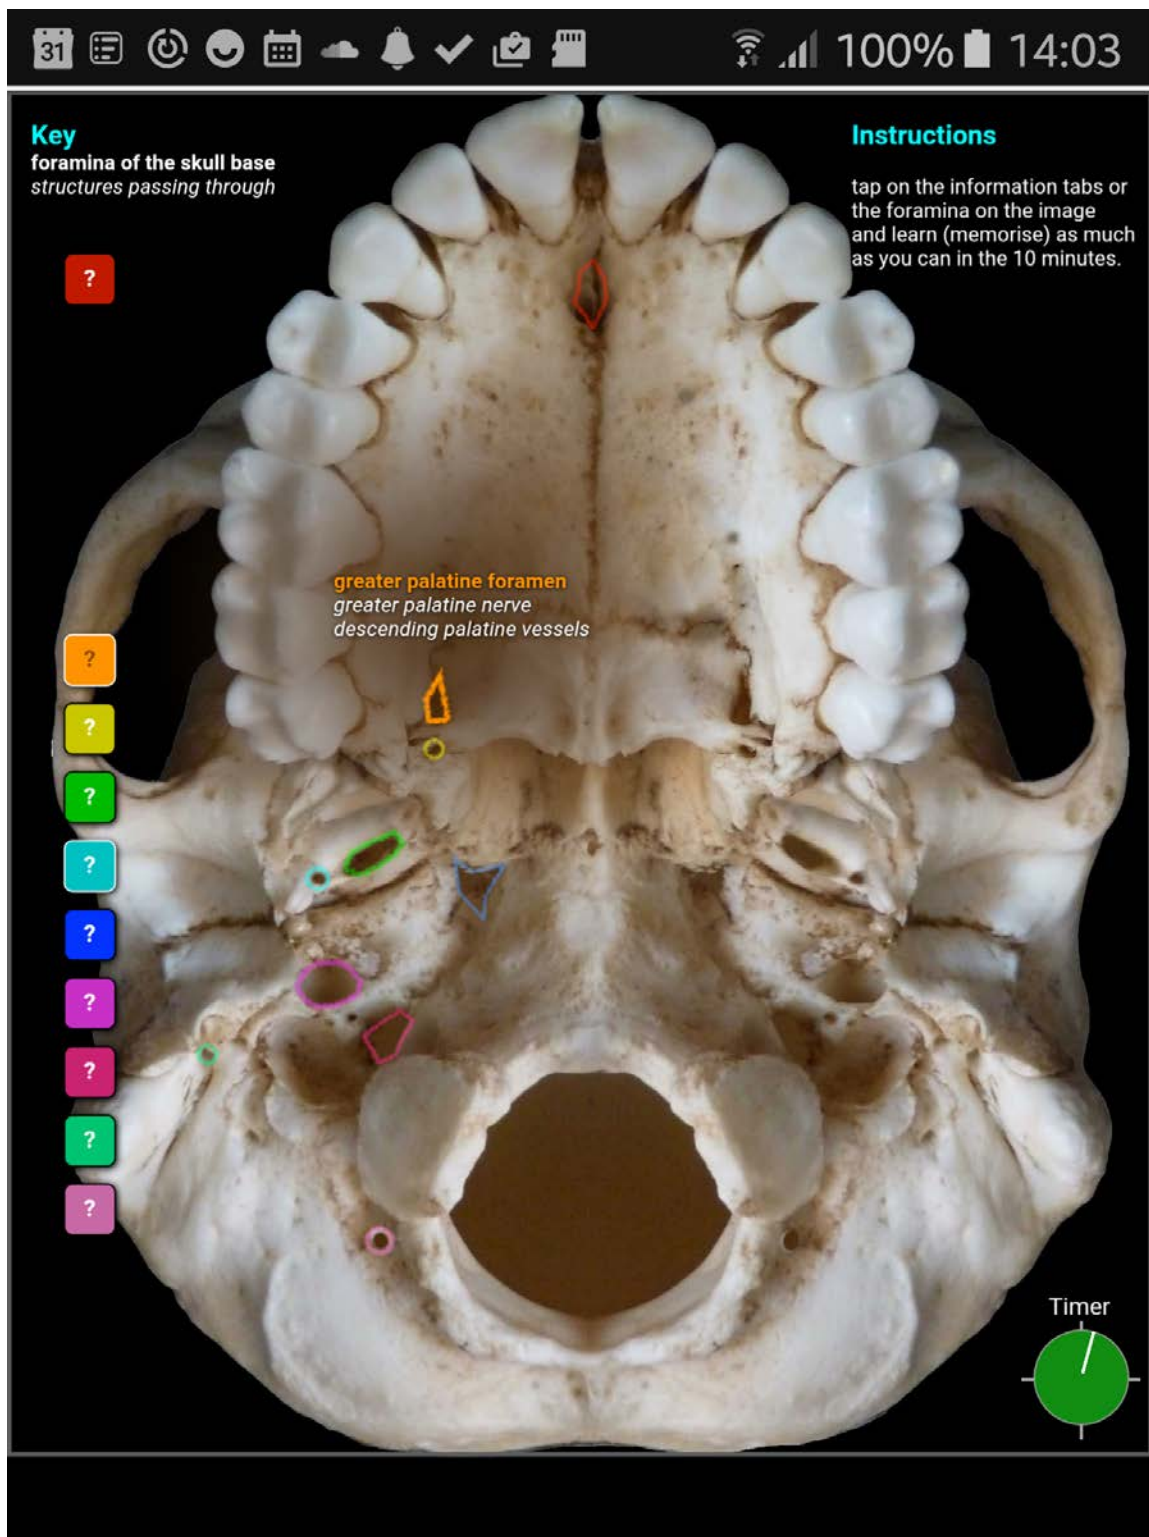 31
100%
14:03
Key
foramina of the skull base
structures passing through
Instructions
tap on the information tabs or
the foramina on the image
and learn (memorise) as much
as you can in the 10 minutes.
?
greater palatine foramen
greater palatine nerve
descending palatine vessels
?
?
?
?
?
?
?
?
?
Timer